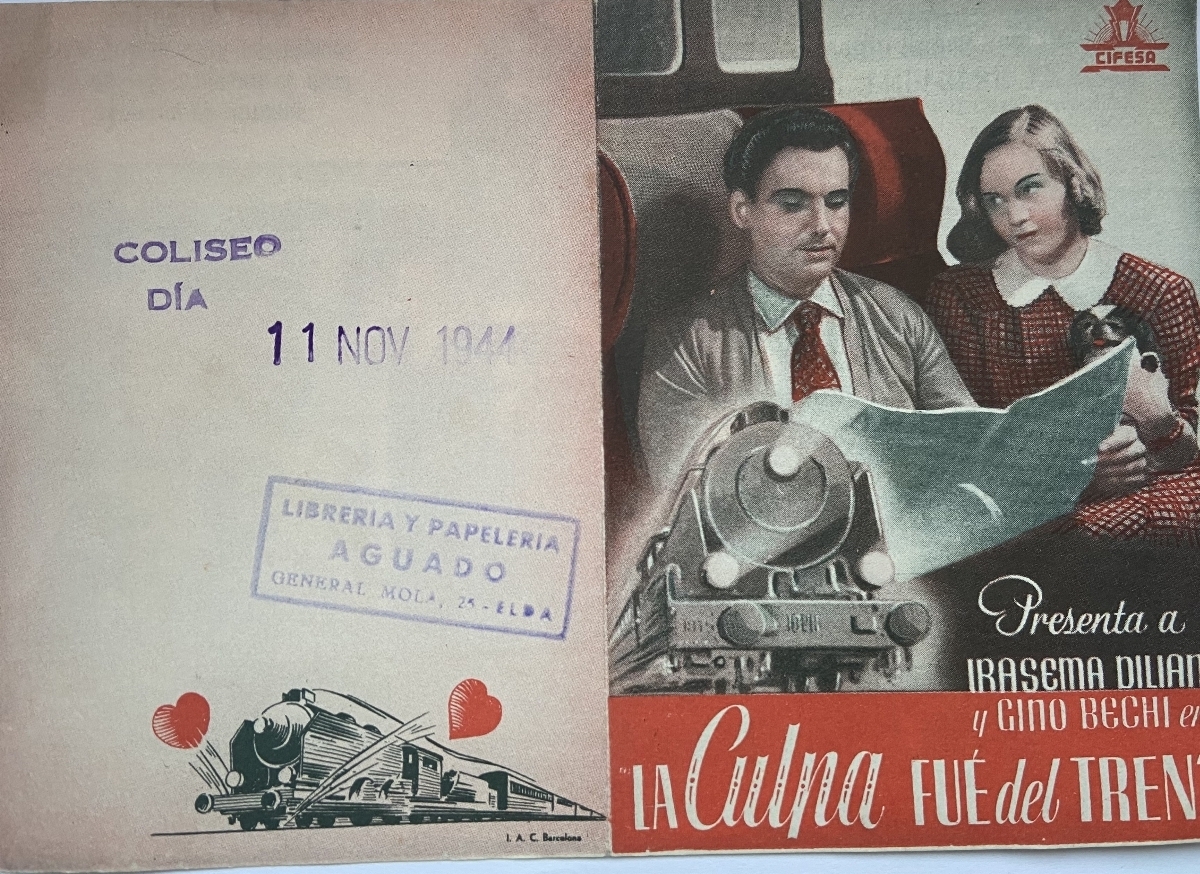 COLISEO
DÍA
11 NOV 1944
LIBRERIA Y PAPELERIA
AGUADO
GENERAL MOLA, 25 - ELDA
I. A. C. Barcelona
CIFESA
Presenta a
IRASEMA DILIAN
y GINO BECHI en
"LA Culpa FUÉ del TREN"